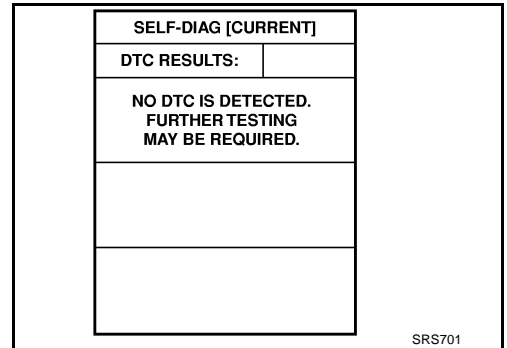 SELF-DIAG [CURRENT]
DTC RESULTS:
NO DTC IS DETECTED.
FURTHER TESTING
MAY BE REQUIRED.
SRS701